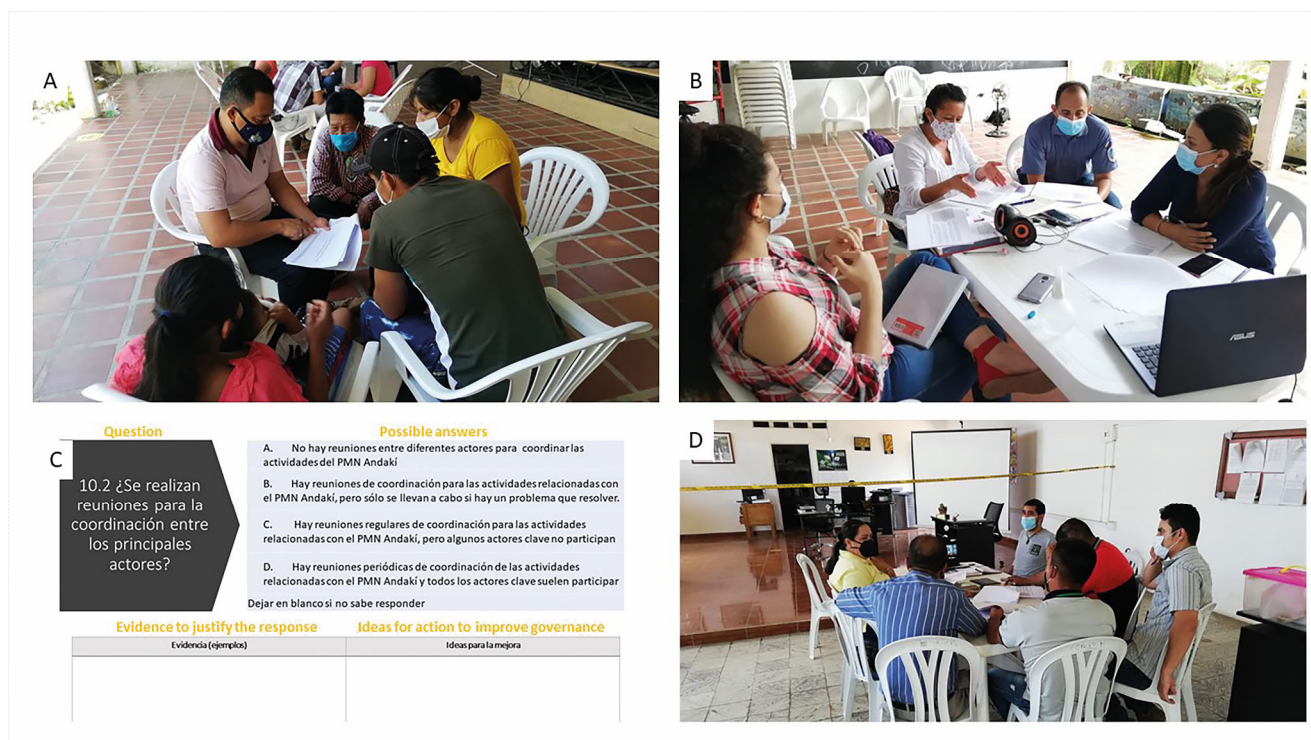 A
B
ASUS
Question
Possible answers
C
10.2 ¿Se realizan
reuniones para la
coordinación entre
los principales
actores?
A. No hay reuniones entre diferentes actores para coordinar las
actividades del PMN Andakí
B. Hay reuniones de coordinación para las actividades relacionadas con
el PMN Andakí, pero sólo se llevan a cabo si hay un problema que resolver.
C. Hay reuniones regulares de coordinación para las actividades
relacionadas con el PMN Andakí, pero algunos actores clave no participan
D. Hay reuniones periódicas de coordinación de las actividades
relacionadas con el PMN Andakí y todos los actores clave suelen participar
Dejar en blanco si no sabe responder
Evidence to justify the response
Ideas for action to improve governance
Evidencia (ejemplos)
Ideas para la mejora
D